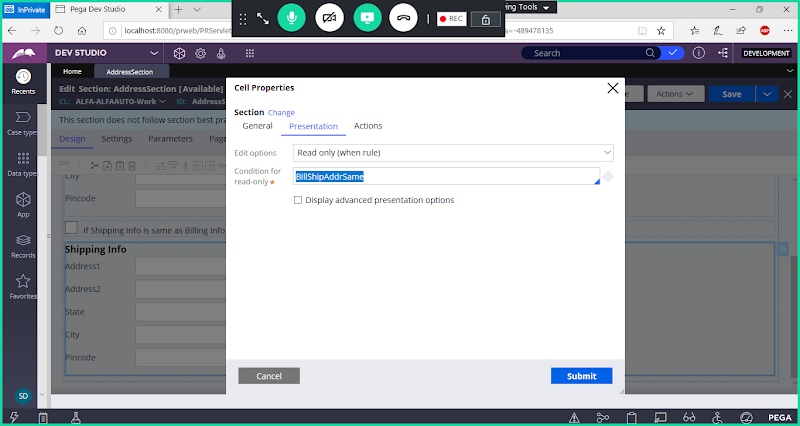 InPrivate
Pega Dev Studio
localhost:8080/prweb/PRServlet
ving Tools
REC
=-489478135
DEV STUDIO
Search
DEVELOPMENT
Recents
Home
AddressSection
Edit Section: AddressSection [Available]
CL: ALFA-ALFAAUTO-Work
ID: AddressS
Actions
Save
This section does not follow section best pra
Design
Settings
Parameters
Page
Case types
Data types
App
Records
Favorites
SD
City
Pincode
If Shipping Info is same as Billing Info
Shipping Info
Address1
Address2
State
City
Pincode
Cell Properties
Section Change
General
Presentation
Actions
Edit options
Read only (when rule)
Condition for
read-only ★
BillShipAddrSame
Display advanced presentation options
Cancel
Submit
ABP
PEGA